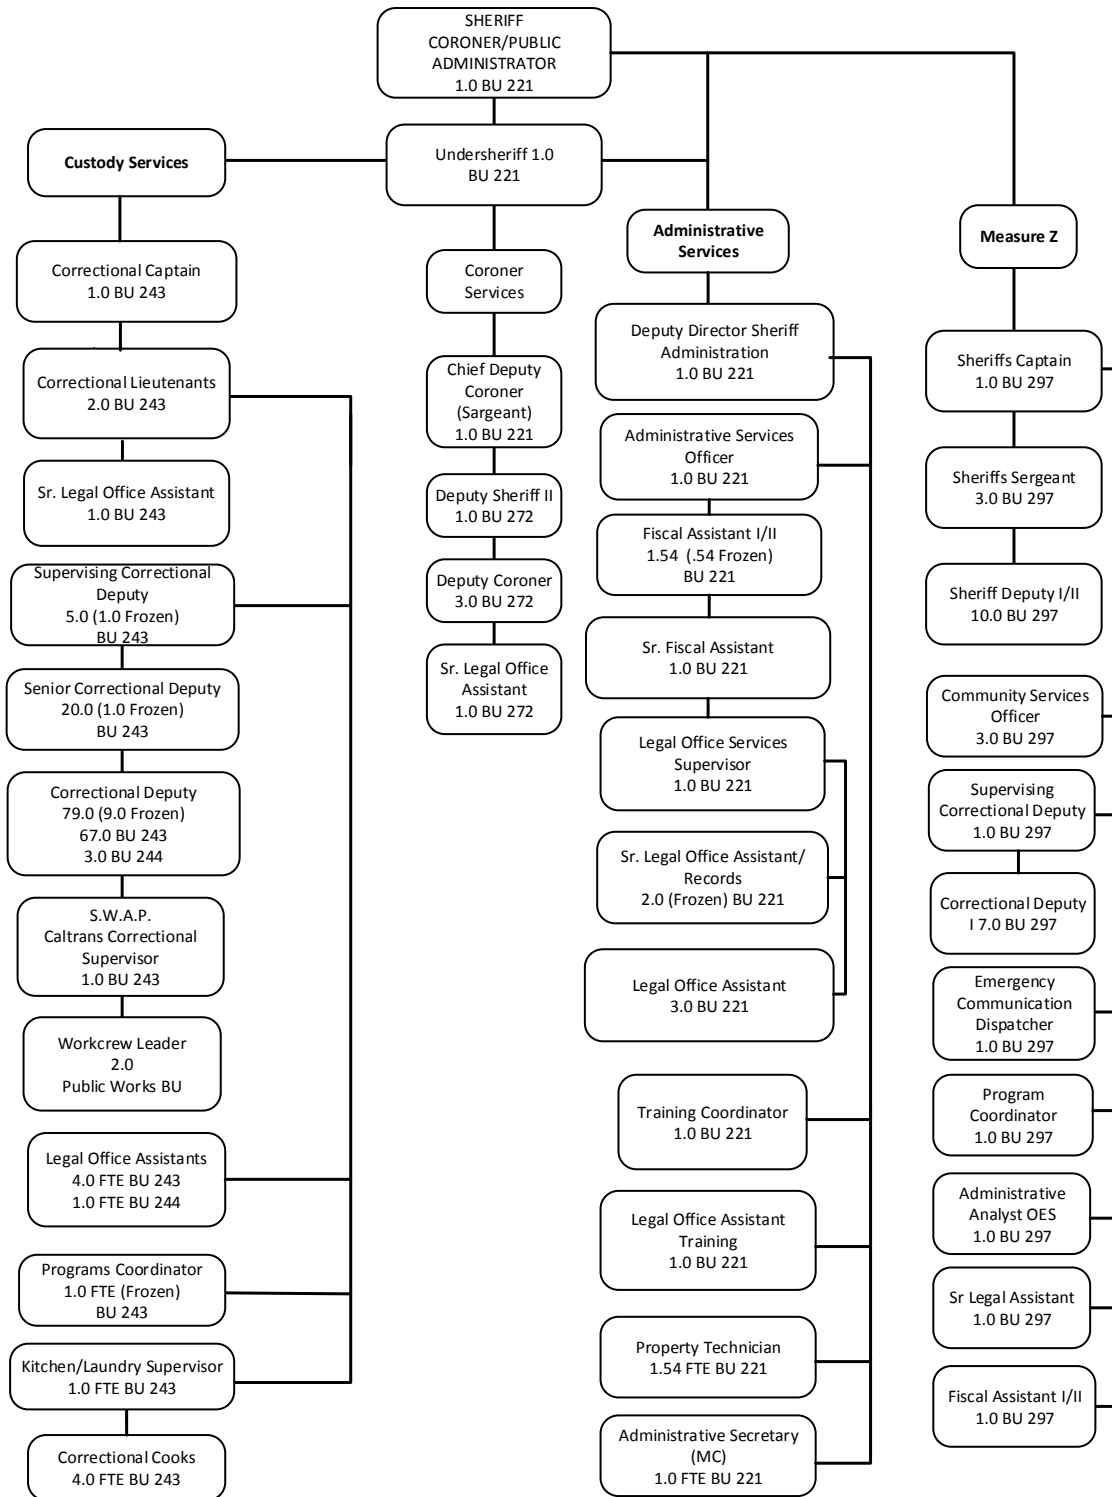 SHERIFF
CORONER/PUBLIC
ADMINISTRATOR
1.0 BU 221
Undersheriff 1.0
BU 221
Custody Services
Correctional Captain
1.0 BU 243
Correctional Lieutenants
2.0 BU 243
Sr. Legal Office Assistant
1.0 BU 243
Supervising Correctional
Deputy
5.0 (1.0 Frozen)
BU 243
Senior Correctional Deputy
20.0 (1.0 Frozen)
BU 243
Correctional Deputy
79.0 (9.0 Frozen)
67.0 BU 243
3.0 BU 244
S.W.A.P.
Caltrans Correctional
Supervisor
1.0 BU 243
Workcrew Leader
2.0
Public Works BU
Legal Office Assistants
4.0 FTE BU 243
1.0 FTE BU 244
Programs Coordinator
1.0 FTE (Frozen)
BU 243
Kitchen/Laundry Supervisor
1.0 FTE BU 243
Correctional Cooks
4.0 FTE BU 243
Coroner
Services
Chief Deputy
Coroner
(Sargeant)
1.0 BU 221
Deputy Sheriff II
1.0 BU 272
Deputy Coroner
3.0 BU 272
Sr. Legal Office
Assistant
1.0 BU 272
Administrative
Services
Deputy Director Sheriff
Administration
1.0 BU 221
Administrative Services
Officer
1.0 BU 221
Fiscal Assistant I/II
1.54 (.54 Frozen)
BU 221
Sr. Fiscal Assistant
1.0 BU 221
Legal Office Services
Supervisor
1.0 BU 221
Sr. Legal Office Assistant/
Records
2.0 (Frozen) BU 221
Legal Office Assistant
3.0 BU 221
Training Coordinator
1.0 BU 221
Legal Office Assistant
Training
1.0 BU 221
Property Technician
1.54 FTE BU 221
Administrative Secretary
(MC)
1.0 FTE BU 221
Measure Z
Sheriffs Captain
1.0 BU 297
Sheriffs Sergeant
3.0 BU 297
Sheriff Deputy I/II
10.0 BU 297
Community Services
Officer
3.0 BU 297
Supervising
Correctional Deputy
1.0 BU 297
Correctional Deputy
I 7.0 BU 297
Emergency
Communication
Dispatcher
1.0 BU 297
Program
Coordinator
1.0 BU 297
Administrative
Analyst OES
1.0 BU 297
Sr Legal Assistant
1.0 BU 297
Fiscal Assistant I/II
1.0 BU 297